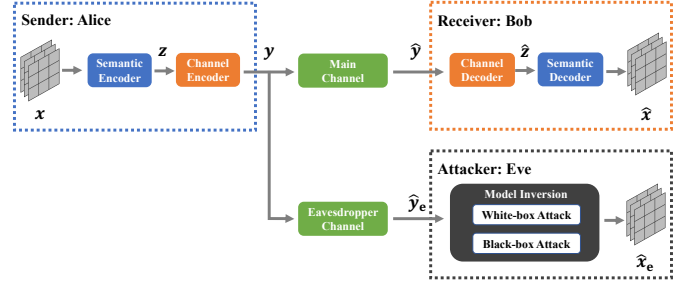 Sender: Alice
x
Semantic
Encoder
z
Channel
Encoder
y
Main
Channel
ŷ
Receiver: Bob
Channel
Decoder
ẑ
Semantic
Decoder
x̂
Eavesdropper
Channel
ŷₑ
Attacker: Eve
Model Inversion
White-box Attack
Black-box Attack
x̂ₑ